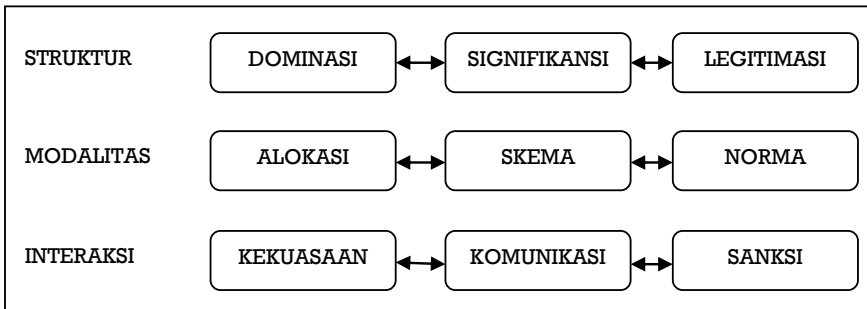 STRUKTUR DOMINASI SIGNIFIKANSI LEGITIMASI
MODALITAS ALOKASI SKEMA NORMA
INTERAKSI KEKUASAAN KOMUNIKASI SANKSI